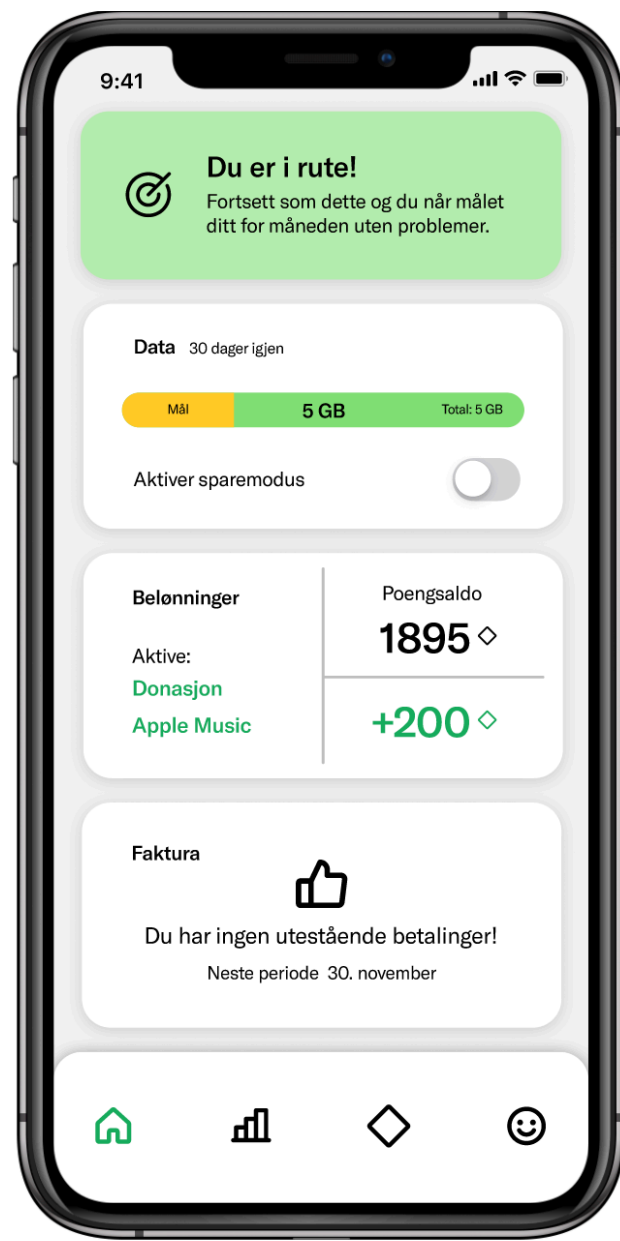 9:41
Du er i rute!
Fortsett som dette og du når målet
ditt for måneden uten problemer.
Data 30 dager igjen
Mål 5 GB Total: 5 GB
Aktiver sparemodus
Belønninger
Aktive:
Donasjon
Apple Music
Poengsaldo
1895
+200
Faktura
Du har ingen utestående betalinger!
Neste periode 30. november